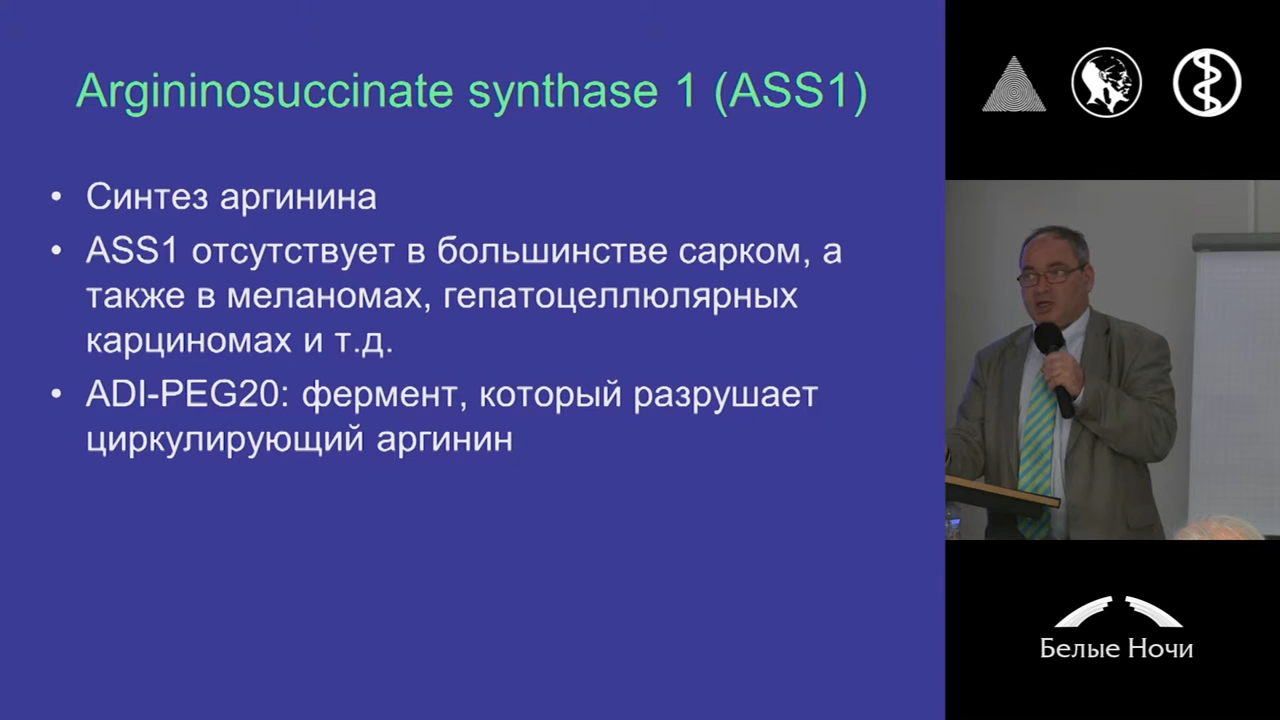 Argininosuccinate synthase 1 (ASS1)
• Синтез аргинина
• ASS1 отсутствует в большинстве сарком, а
также в меланомах, гепатоцеллюлярных
карциномах и т.д.
• ADI-PEG20: фермент, который разрушает
циркулирующий аргинин
Белые Ночи